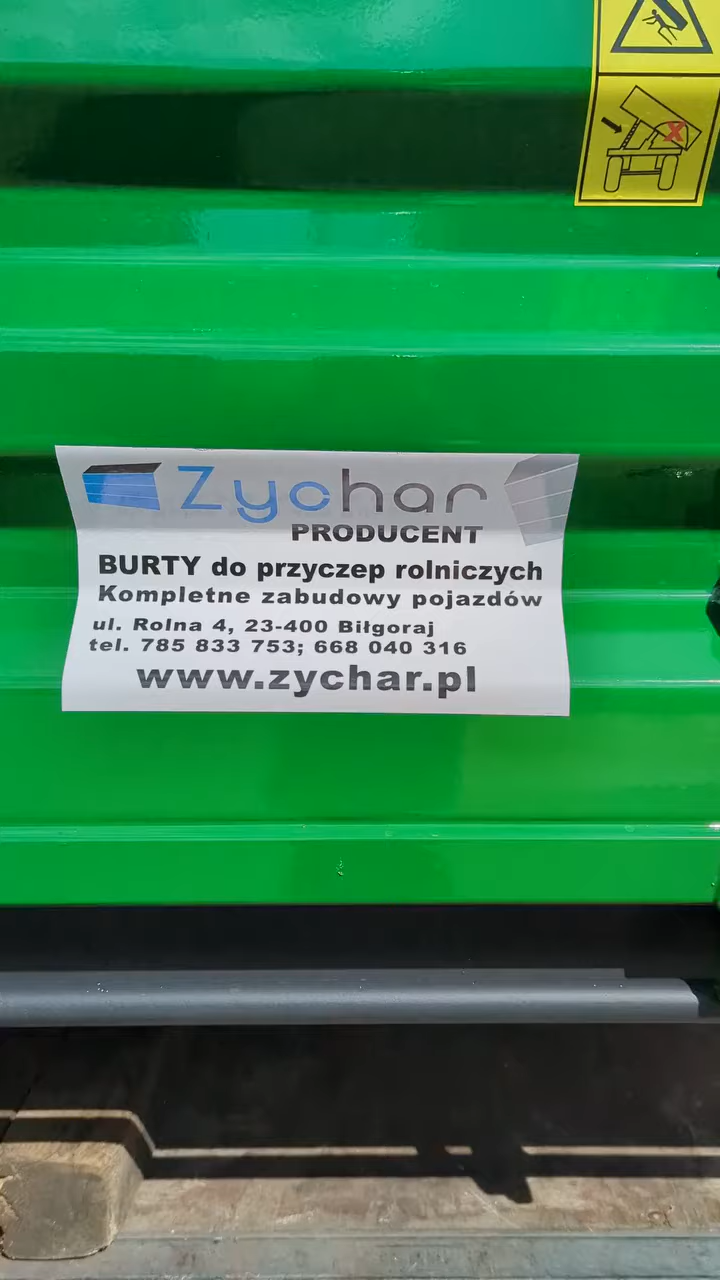 Zychar
PRODUCENT
BURTY do przyczep rolniczych
Kompletne zabudowy pojazdów
ul. Rolna 4, 23-400 Biłgoraj
tel. 785 833 753; 668 040 316
www.zychar.pl